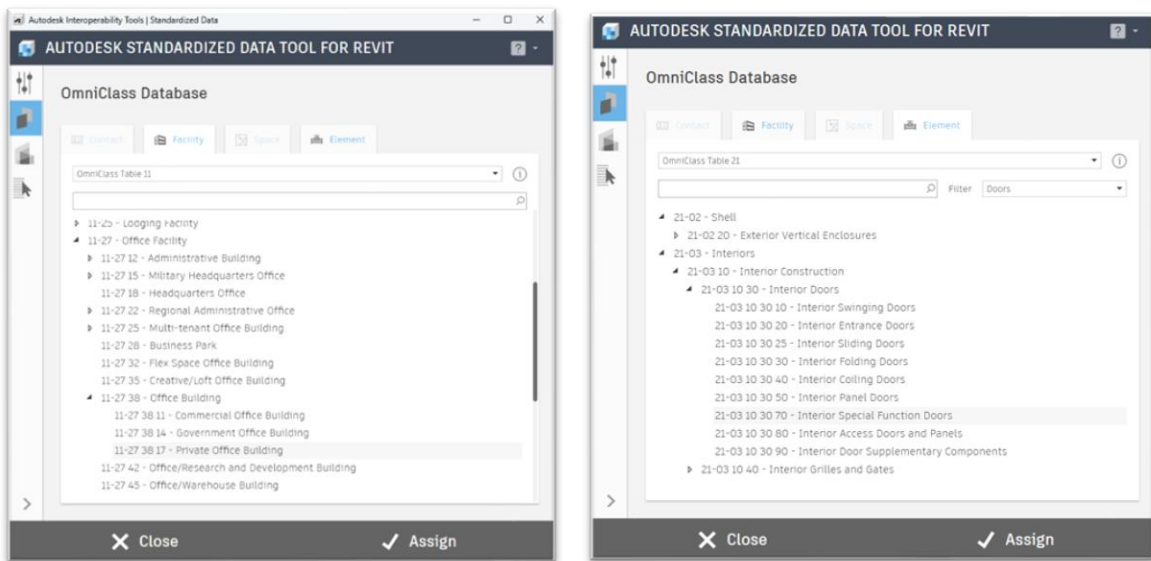 Autodesk Interoperability Tools | Standardized Data
AUTODESK STANDARDIZED DATA TOOL FOR REVIT
?
OmniClass Database
Contact Facility Space Element
OmniClass Table 11
11-25 - Lodging Facility
11-27 - Office Facility
11-27 12 - Administrative Building
11-27 15 - Military Headquarters Office
11-27 18 - Headquarters Office
11-27 22 - Regional Administrative Office
11-27 25 - Multi-tenant Office Building
11-27 28 - Business Park
11-27 32 - Flex Space Office Building
11-27 35 - Creative/Loft Office Building
11-27 38 - Office Building
11-27 38 11 - Commercial Office Building
11-27 38 14 - Government Office Building
11-27 38 17 - Private Office Building
11-27 42 - Office/Research and Development Building
11-27 45 - Office/Warehouse Building
Close Assign
AUTODESK STANDARDIZED DATA TOOL FOR REVIT
?
OmniClass Database
Contact Facility Space Element
OmniClass Table 21
Filter Doors
21-02 - Shell
21-02 20 - Exterior Vertical Enclosures
21-03 - Interiors
21-03 10 - Interior Construction
21-03 10 30 - Interior Doors
21-03 10 30 10 - Interior Swinging Doors
21-03 10 30 20 - Interior Entrance Doors
21-03 10 30 25 - Interior Sliding Doors
21-03 10 30 30 - Interior Folding Doors
21-03 10 30 40 - Interior Coiling Doors
21-03 10 30 50 - Interior Panel Doors
21-03 10 30 70 - Interior Special Function Doors
21-03 10 30 80 - Interior Access Doors and Panels
21-03 10 30 90 - Interior Door Supplementary Components
21-03 10 40 - Interior Grilles and Gates
Close Assign